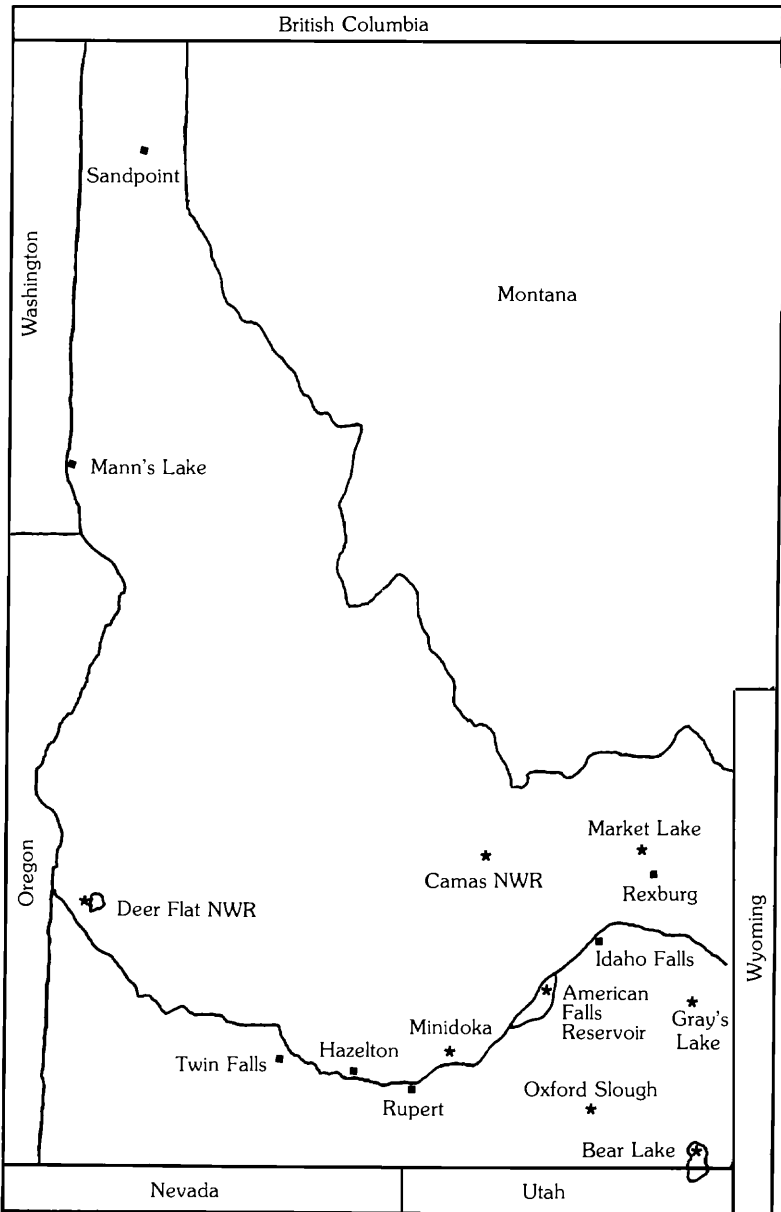 British Columbia
Sandpoint
Washington
Montana
Mann's Lake
Oregon
Market Lake
Camas NWR
Rexburg
Deer Flat NWR
Wyoming
Idaho Falls
American
Falls
Reservoir
Gray's
Lake
Minidoka
Hazelton
Twin Falls
Rupert
Oxford Slough
Bear Lake
Nevada
Utah